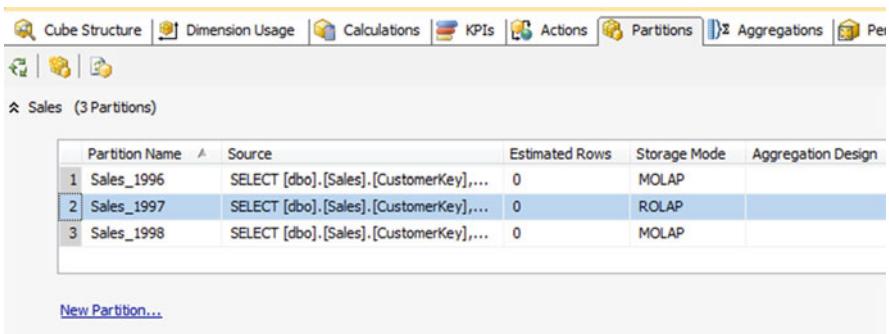 Cube Structure Dimension Usage Calculations KPIs Actions Partitions Aggregations Per
Sales (3 Partitions)
Partition Name Source Estimated Rows Storage Mode Aggregation Design
1 Sales_1996 SELECT [dbo].[Sales].[CustomerKey],... 0 MOLAP
2 Sales_1997 SELECT [dbo].[Sales].[CustomerKey],... 0 ROLAP
3 Sales_1998 SELECT [dbo].[Sales].[CustomerKey],... 0 MOLAP
New Partition...